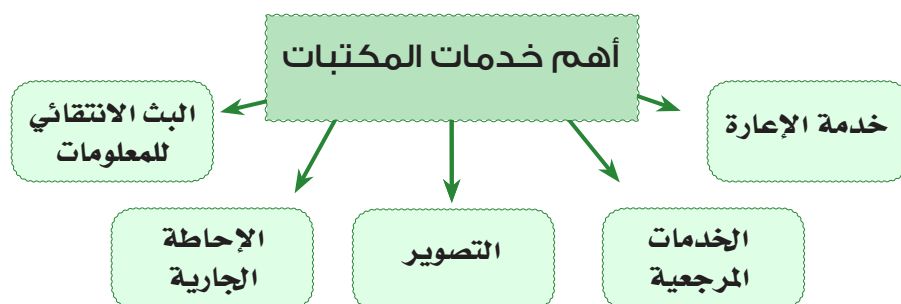 أهم خدمات المكتبات
خدمة الإعارة
الخدمات
المرجعية
التصوير
الإحاطة
الجارية
البث الانتقائي
للمعلومات